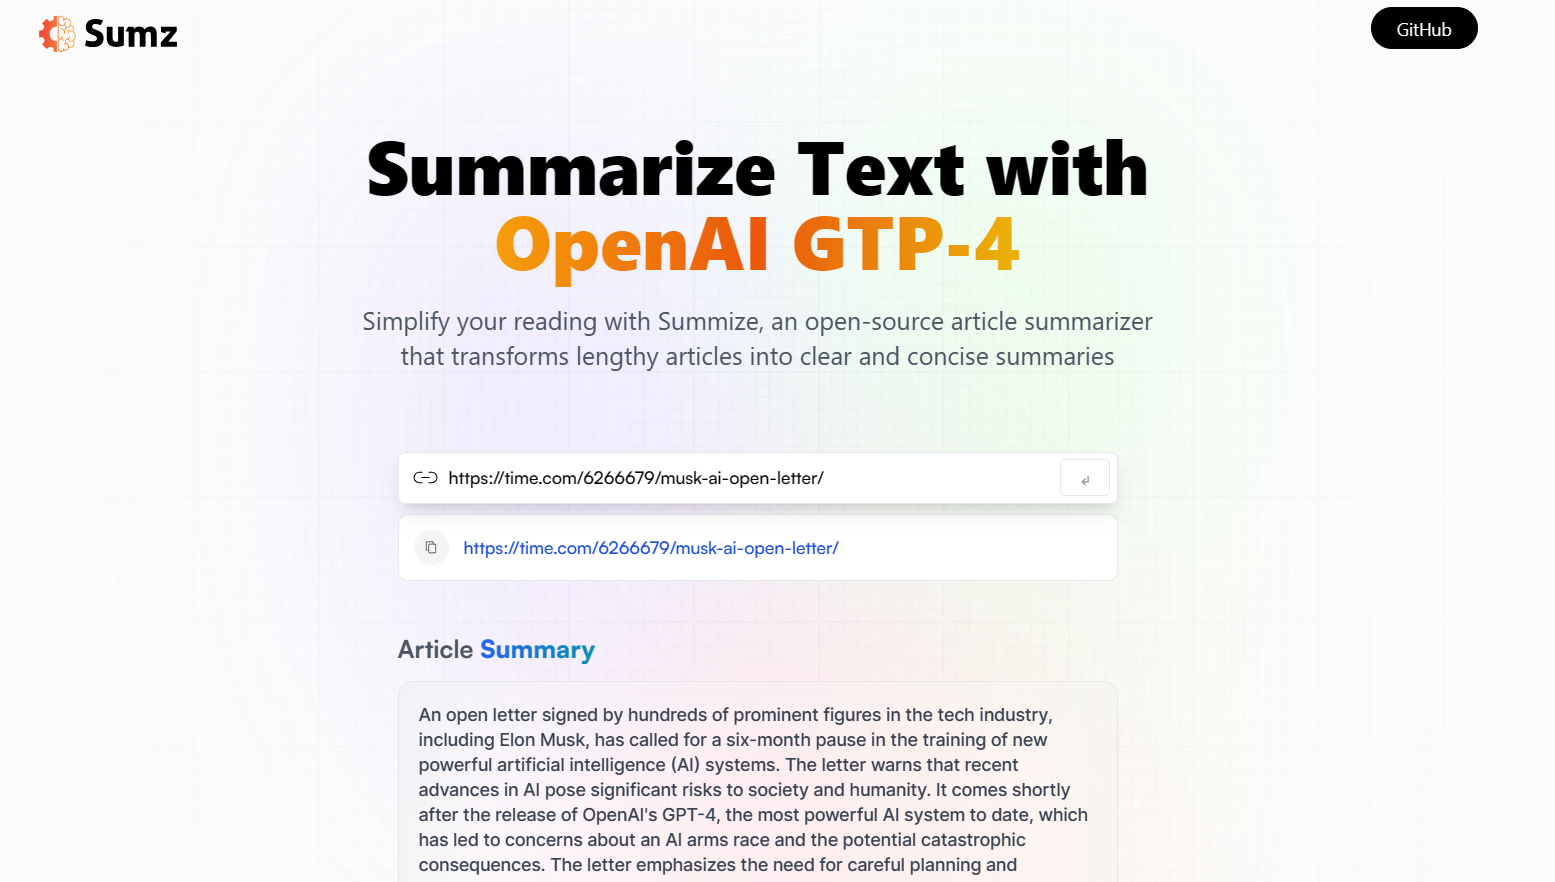 Sumz
GitHub
Summarize Text with
OpenAI GTP-4
Simplify your reading with Summize, an open-source article summarizer
that transforms lengthy articles into clear and concise summaries
https://time.com/6266679/musk-ai-open-letter/
↵
https://time.com/6266679/musk-ai-open-letter/
Article Summary
An open letter signed by hundreds of prominent figures in the tech industry,
including Elon Musk, has called for a six-month pause in the training of new
powerful artificial intelligence (AI) systems. The letter warns that recent
advances in AI pose significant risks to society and humanity. It comes shortly
after the release of OpenAI's GPT-4, the most powerful AI system to date, which
has led to concerns about an AI arms race and the potential catastrophic
consequences. The letter emphasizes the need for careful planning and